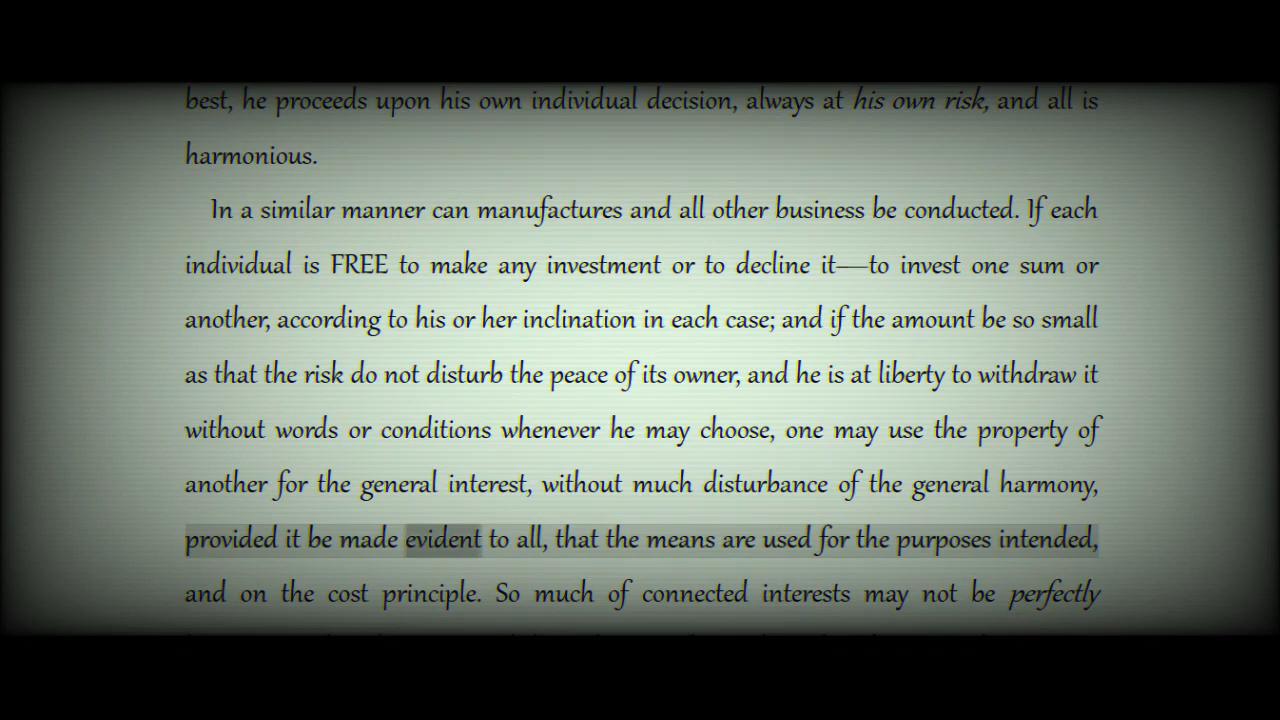 best, he proceeds upon his own individual decision, always at his own risk, and all is
harmonious.
In a similar manner can manufactures and all other business be conducted. If each
individual is FREE to make any investment or to decline it—to invest one sum or
another, according to his or her inclination in each case; and if the amount be so small
as that the risk do not disturb the peace of its owner, and he is at liberty to withdraw it
without words or conditions whenever he may choose, one may use the property of
another for the general interest, without much disturbance of the general harmony,
provided it be made evident to all, that the means are used for the purposes intended,
and on the cost principle. So much of connected interests may not be perfectly